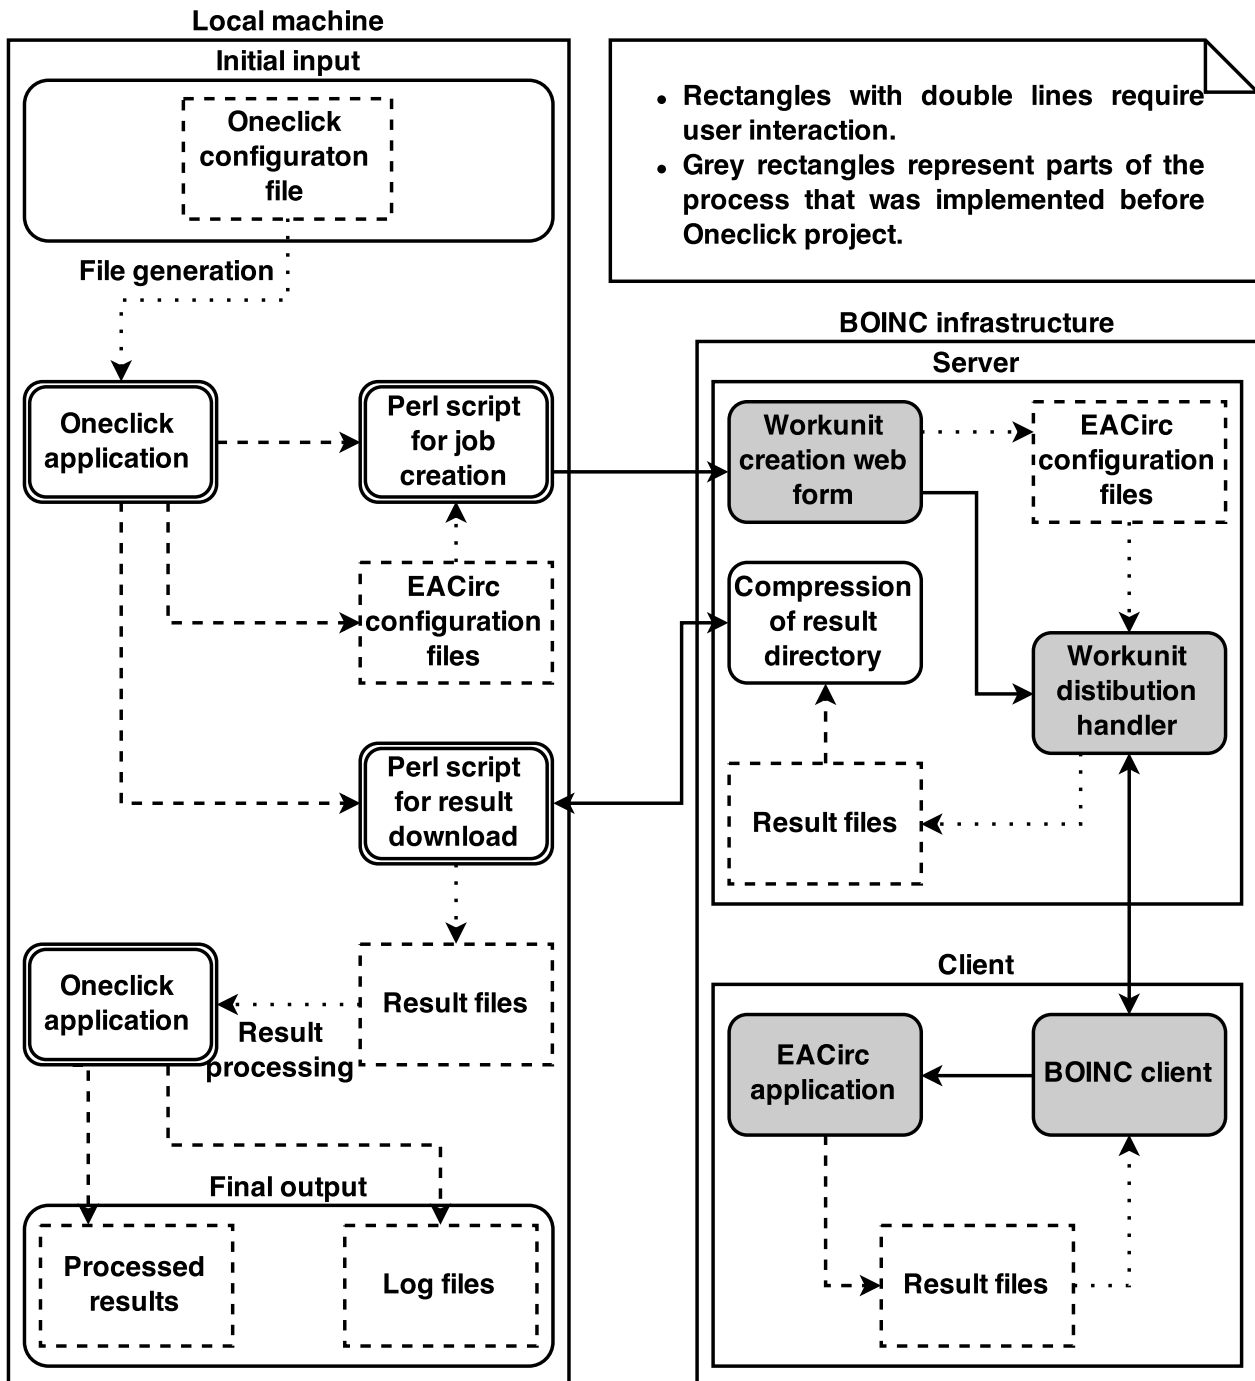 Local machine
Initial input
Oneclick
configuraton
file
File generation
Oneclick
application
Perl script
for job
creation
EACirc
configuration
files
Perl script
for result
download
Oneclick
application
Result files
Result
processing
Final output
Processed
results
Log files
• Rectangles with double lines require
user interaction.
• Grey rectangles represent parts of the
process that was implemented before
Oneclick project.
BOINC infrastructure
Server
Workunit
creation web
form
EACirc
configuration
files
Compression
of result
directory
Workunit
distibution
handler
Result files
Client
EACirc
application
BOINC client
Result files